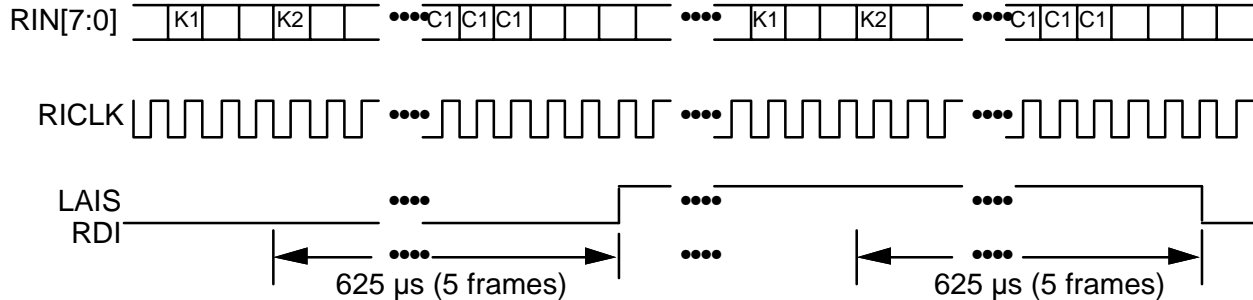 RIN[7:0] K1 K2 C1 C1 C1 K1 K2 C1 C1 C1
RICLK
LAIS
RDI
625 µs (5 frames) 625 µs (5 frames)